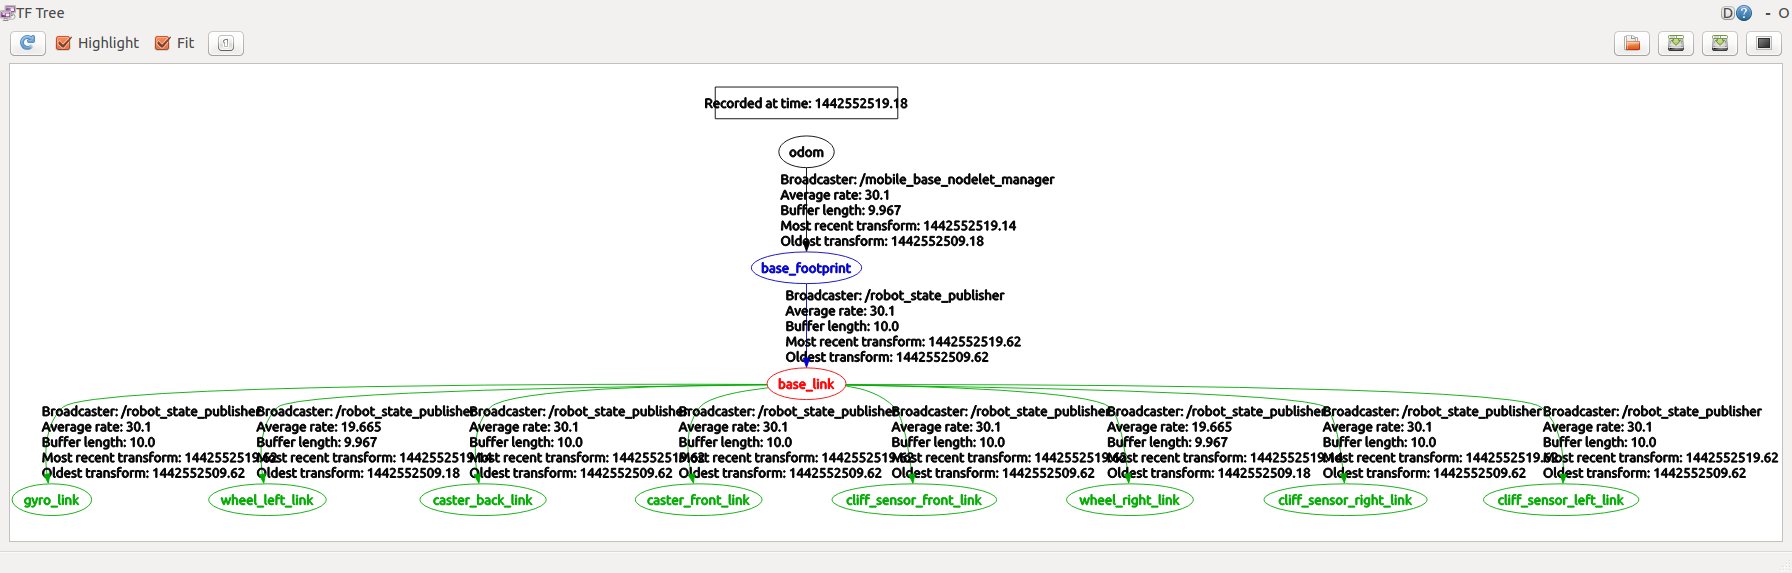 TF Tree
D ? - O
Highlight Fit
Recorded at time: 1442552519.18
odom
Broadcaster: /mobile_base_nodelet_manager
Average rate: 30.1
Buffer length: 9.967
Most recent transform: 1442552519.14
Oldest transform: 1442552509.18
base_footprint
Broadcaster: /robot_state_publisher
Average rate: 30.1
Buffer length: 10.0
Most recent transform: 1442552519.62
Oldest transform: 1442552509.62
base_link
Broadcaster: /robot_state_publisher
Average rate: 30.1
Buffer length: 10.0
Most recent transform: 1442552519.62
Oldest transform: 1442552509.62
gyro_link
Broadcaster: /robot_state_publisher
Average rate: 19.665
Buffer length: 9.967
Most recent transform: 1442552519.14
Oldest transform: 1442552509.18
wheel_left_link
Broadcaster: /robot_state_publisher
Average rate: 30.1
Buffer length: 10.0
Most recent transform: 1442552519.62
Oldest transform: 1442552509.62
caster_back_link
Broadcaster: /robot_state_publisher
Average rate: 30.1
Buffer length: 10.0
Most recent transform: 1442552519.62
Oldest transform: 1442552509.62
caster_front_link
Broadcaster: /robot_state_publisher
Average rate: 30.1
Buffer length: 10.0
Most recent transform: 1442552519.62
Oldest transform: 1442552509.62
cliff_sensor_front_link
Broadcaster: /robot_state_publisher
Average rate: 19.665
Buffer length: 9.967
Most recent transform:
Oldest transform: 1442552509.18
wheel_right_link
Broadcaster: /robot_state_publisher
Average rate: 30.1
Buffer length: 10.0
Most recent transform: 1442552519.62
Oldest transform: 1442552509.62
cliff_sensor_right_link
Broadcaster: /robot_state_publisher
Average rate: 30.1
Buffer length: 10.0
Most recent transform: 1442552519.62
Oldest transform: 1442552509.62
cliff_sensor_left_link